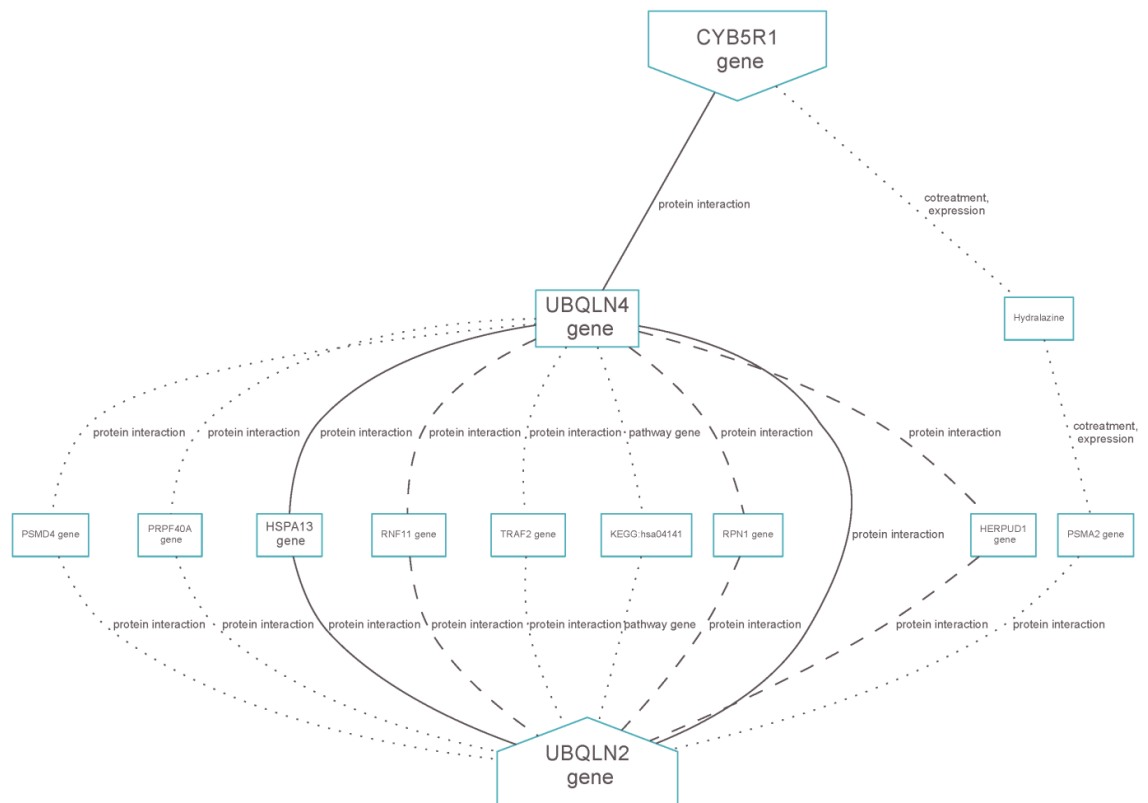 CYB5R1
gene
protein interaction
cotreatment,
expression
UBQLN4
gene
Hydralazine
protein interaction
protein interaction
protein interaction
protein interaction
protein interaction
pathway gene
protein interaction
protein interaction
cotreatment,
expression
PSMD4 gene
PRPF40A
gene
HSPA13
gene
RNF11 gene
TRAF2 gene
KEGG:hsa04141
RPN1 gene
HERPUD1
gene
PSMA2 gene
protein interaction
protein interaction
protein interaction
protein interaction
protein interaction
protein interaction
pathway gene
protein interaction
protein interaction
protein interaction
UBQLN2
gene